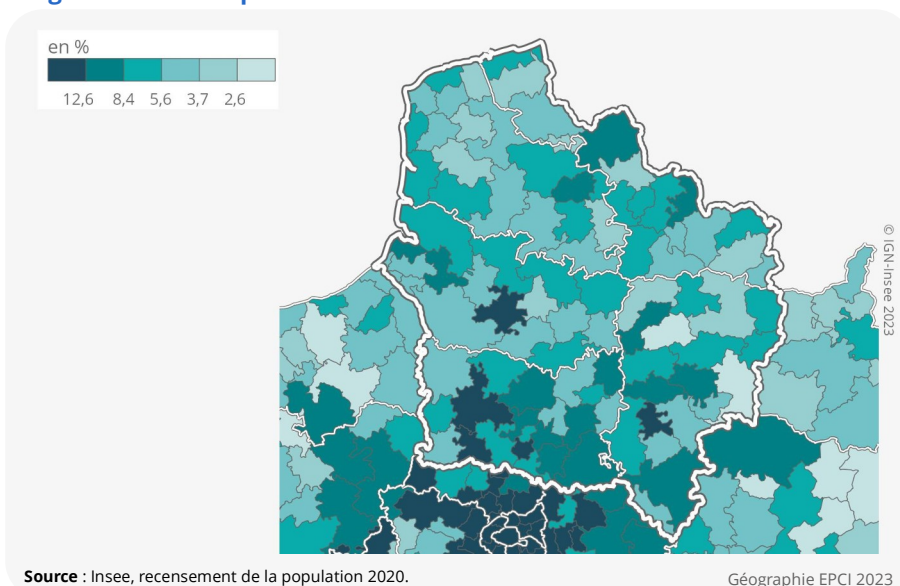 en %
12,6 8,4 5,6 3,7 2,6
© IGN-Insee 2023
Source : Insee, recensement de la population 2020.
Géographie EPCI 2023